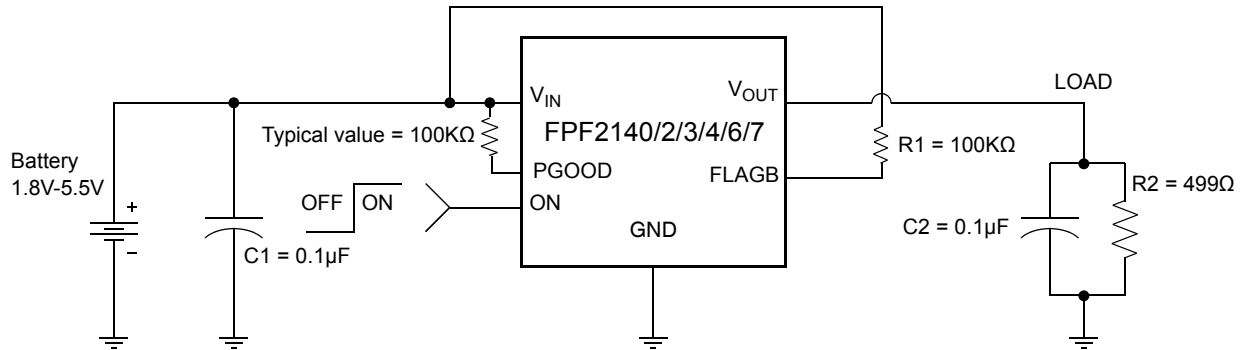 LOAD
V_IN
V_OUT
Typical value = 100KΩ
FPF2140/2/3/4/6/7
R1 = 100KΩ
Battery
1.8V-5.5V
PGOOD
FLAGB
R2 = 499Ω
OFF
ON
ON
+
−
GND
C2 = 0.1µF
C1 = 0.1µF